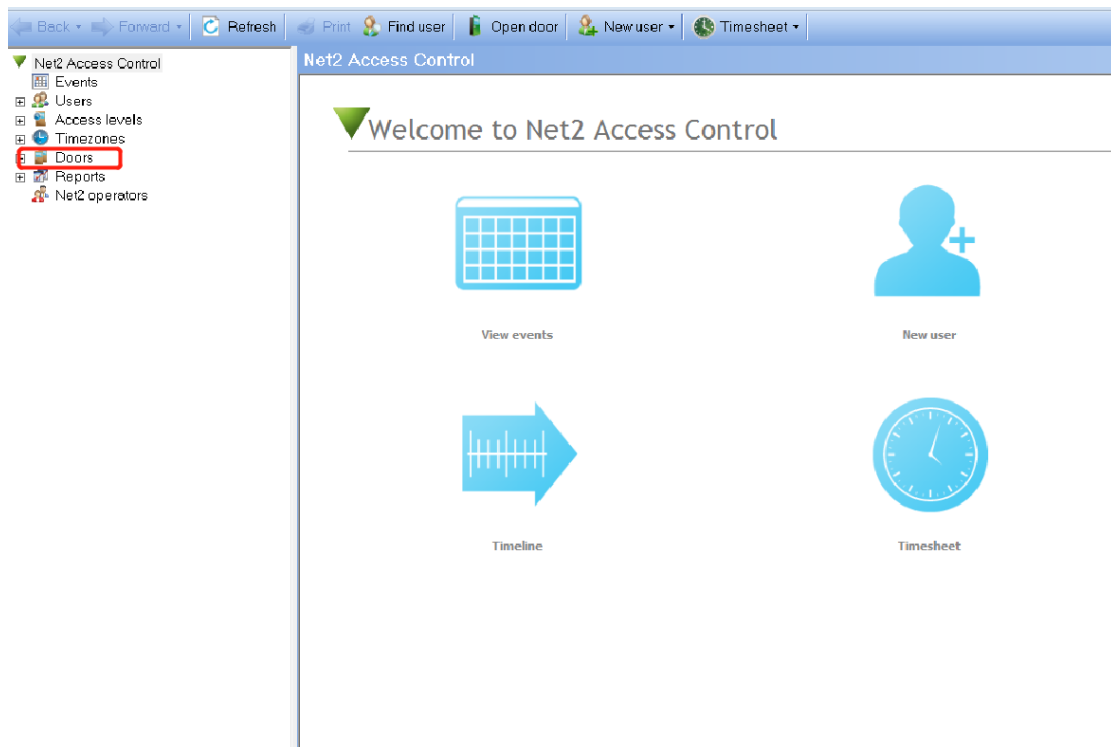 Back Forward Refresh Print Find user Open door New user Timesheet
Net2 Access Control
Events
Users
Access levels
Timezones
Doors
Reports
Net2 operators
Net2 Access Control
Welcome to Net2 Access Control
View events New user
Timeline Timesheet